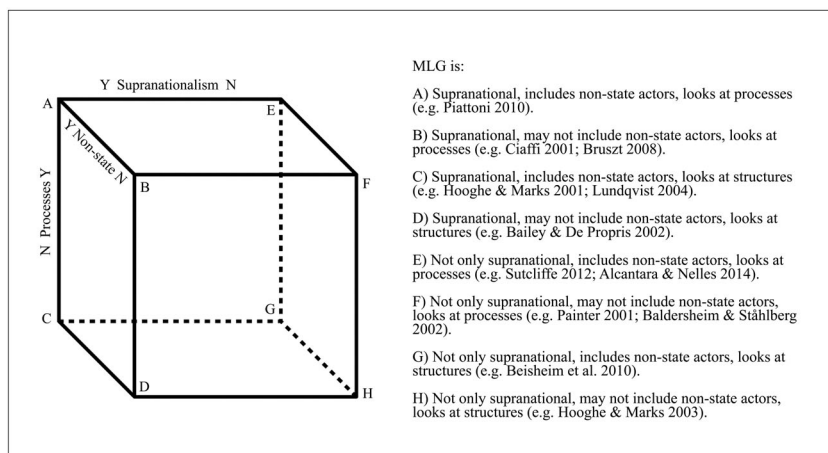 Y Supranationalism N
A
E
Y Non-state N
B
F
N Processes Y
C
G
D
H
MLG is:
A) Supranational, includes non-state actors, looks at processes
(e.g. Piattoni 2010).
B) Supranational, may not include non-state actors, looks at
processes (e.g. Ciaffi 2001; Bruszt 2008).
C) Supranational, includes non-state actors, looks at structures
(e.g. Hooghe & Marks 2001; Lundqvist 2004).
D) Supranational, may not include non-state actors, looks at
structures (e.g. Bailey & De Propris 2002).
E) Not only supranational, includes non-state actors, looks at
processes (e.g. Sutcliffe 2012; Alcantara & Nelles 2014).
F) Not only supranational, may not include non-state actors,
looks at processes (e.g. Painter 2001; Baldersheim & Ståhlberg
2002).
G) Not only supranational, includes non-state actors, looks at
structures (e.g. Beisheim et al. 2010).
H) Not only supranational, may not include non-state actors,
looks at structures (e.g. Hooghe & Marks 2003).